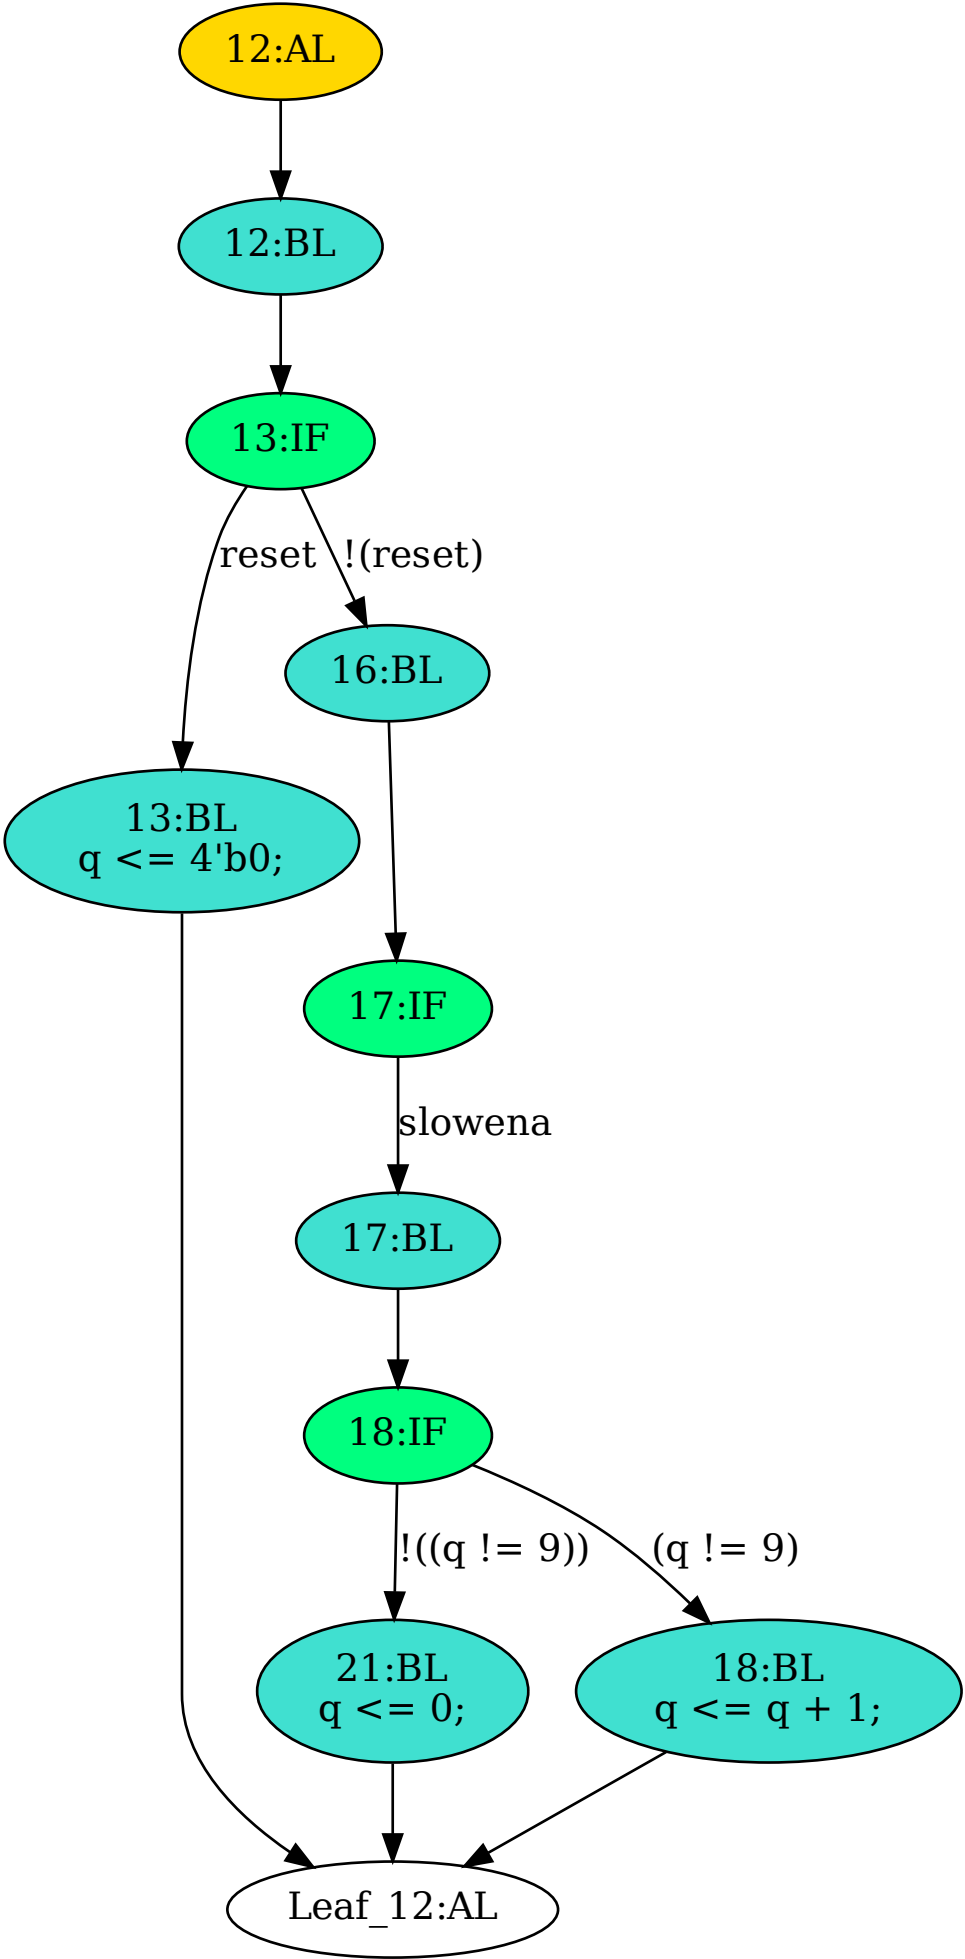 12:AL
12:BL
13:IF
reset
!(reset)
16:BL
13:BL
q <= 4'b0;
17:IF
slowena
17:BL
18:IF
!((q != 9))
(q != 9)
21:BL
q <= 0;
18:BL
q <= q + 1;
Leaf_12:AL